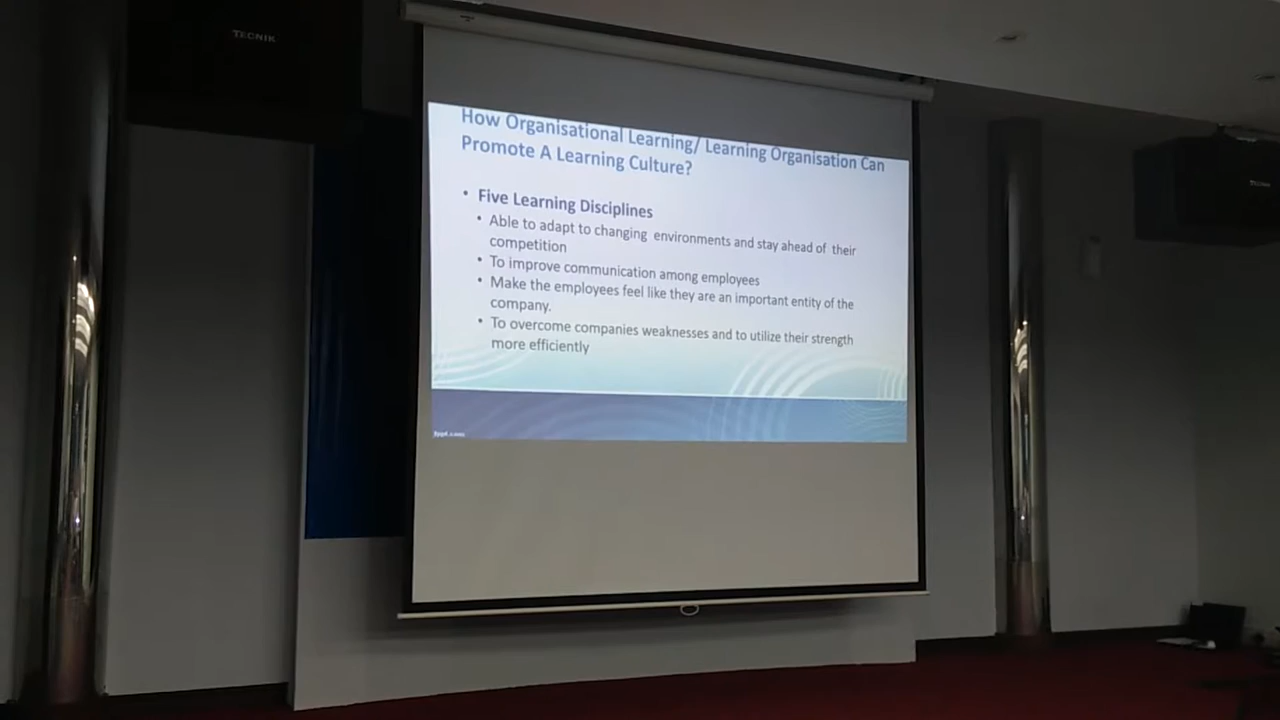 TECNIK
How Organisational Learning/ Learning Organisation Can
Promote A Learning Culture?
• Five Learning Disciplines
• Able to adapt to changing environments and stay ahead of their
competition
• To improve communication among employees
• Make the employees feel like they are an important entity of the
company.
• To overcome companies weaknesses and to utilize their strength
more efficiently